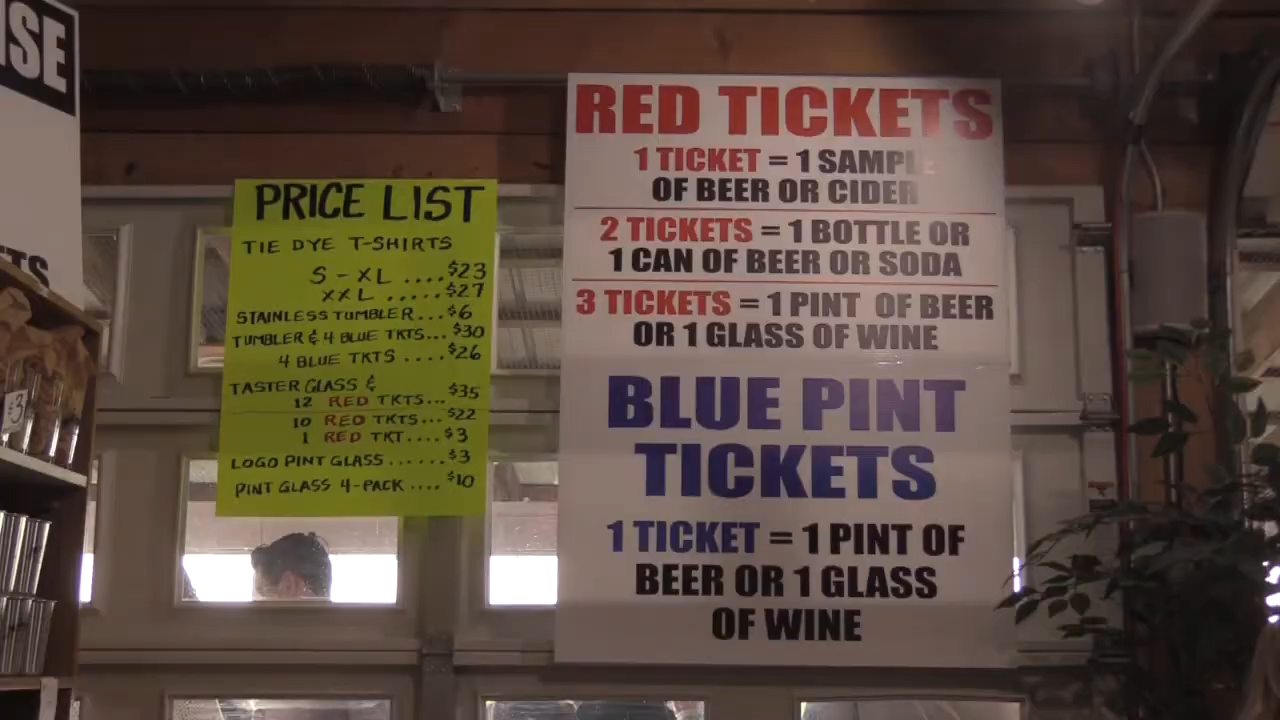 ISE
TS
$3
PRICE LIST
TIE DYE T-SHIRTS
S - XL ....$23
XXL .....$27
STAINLESS TUMBLER...$6
TUMBLER & 4 BLUE TKTS...$30
4 BLUE TKTS ....$26
TASTER GLASS &
12 RED TKTS...$35
10 RED TKTS...$22
1 RED TKT....$3
LOGO PINT GLASS......$3
PINT GLASS 4-PACK....$10
RED TICKETS
1 TICKET = 1 SAMPLE
OF BEER OR CIDER
2 TICKETS = 1 BOTTLE OR
1 CAN OF BEER OR SODA
3 TICKETS = 1 PINT OF BEER
OR 1 GLASS OF WINE
BLUE PINT
TICKETS
1 TICKET = 1 PINT OF
BEER OR 1 GLASS
OF WINE